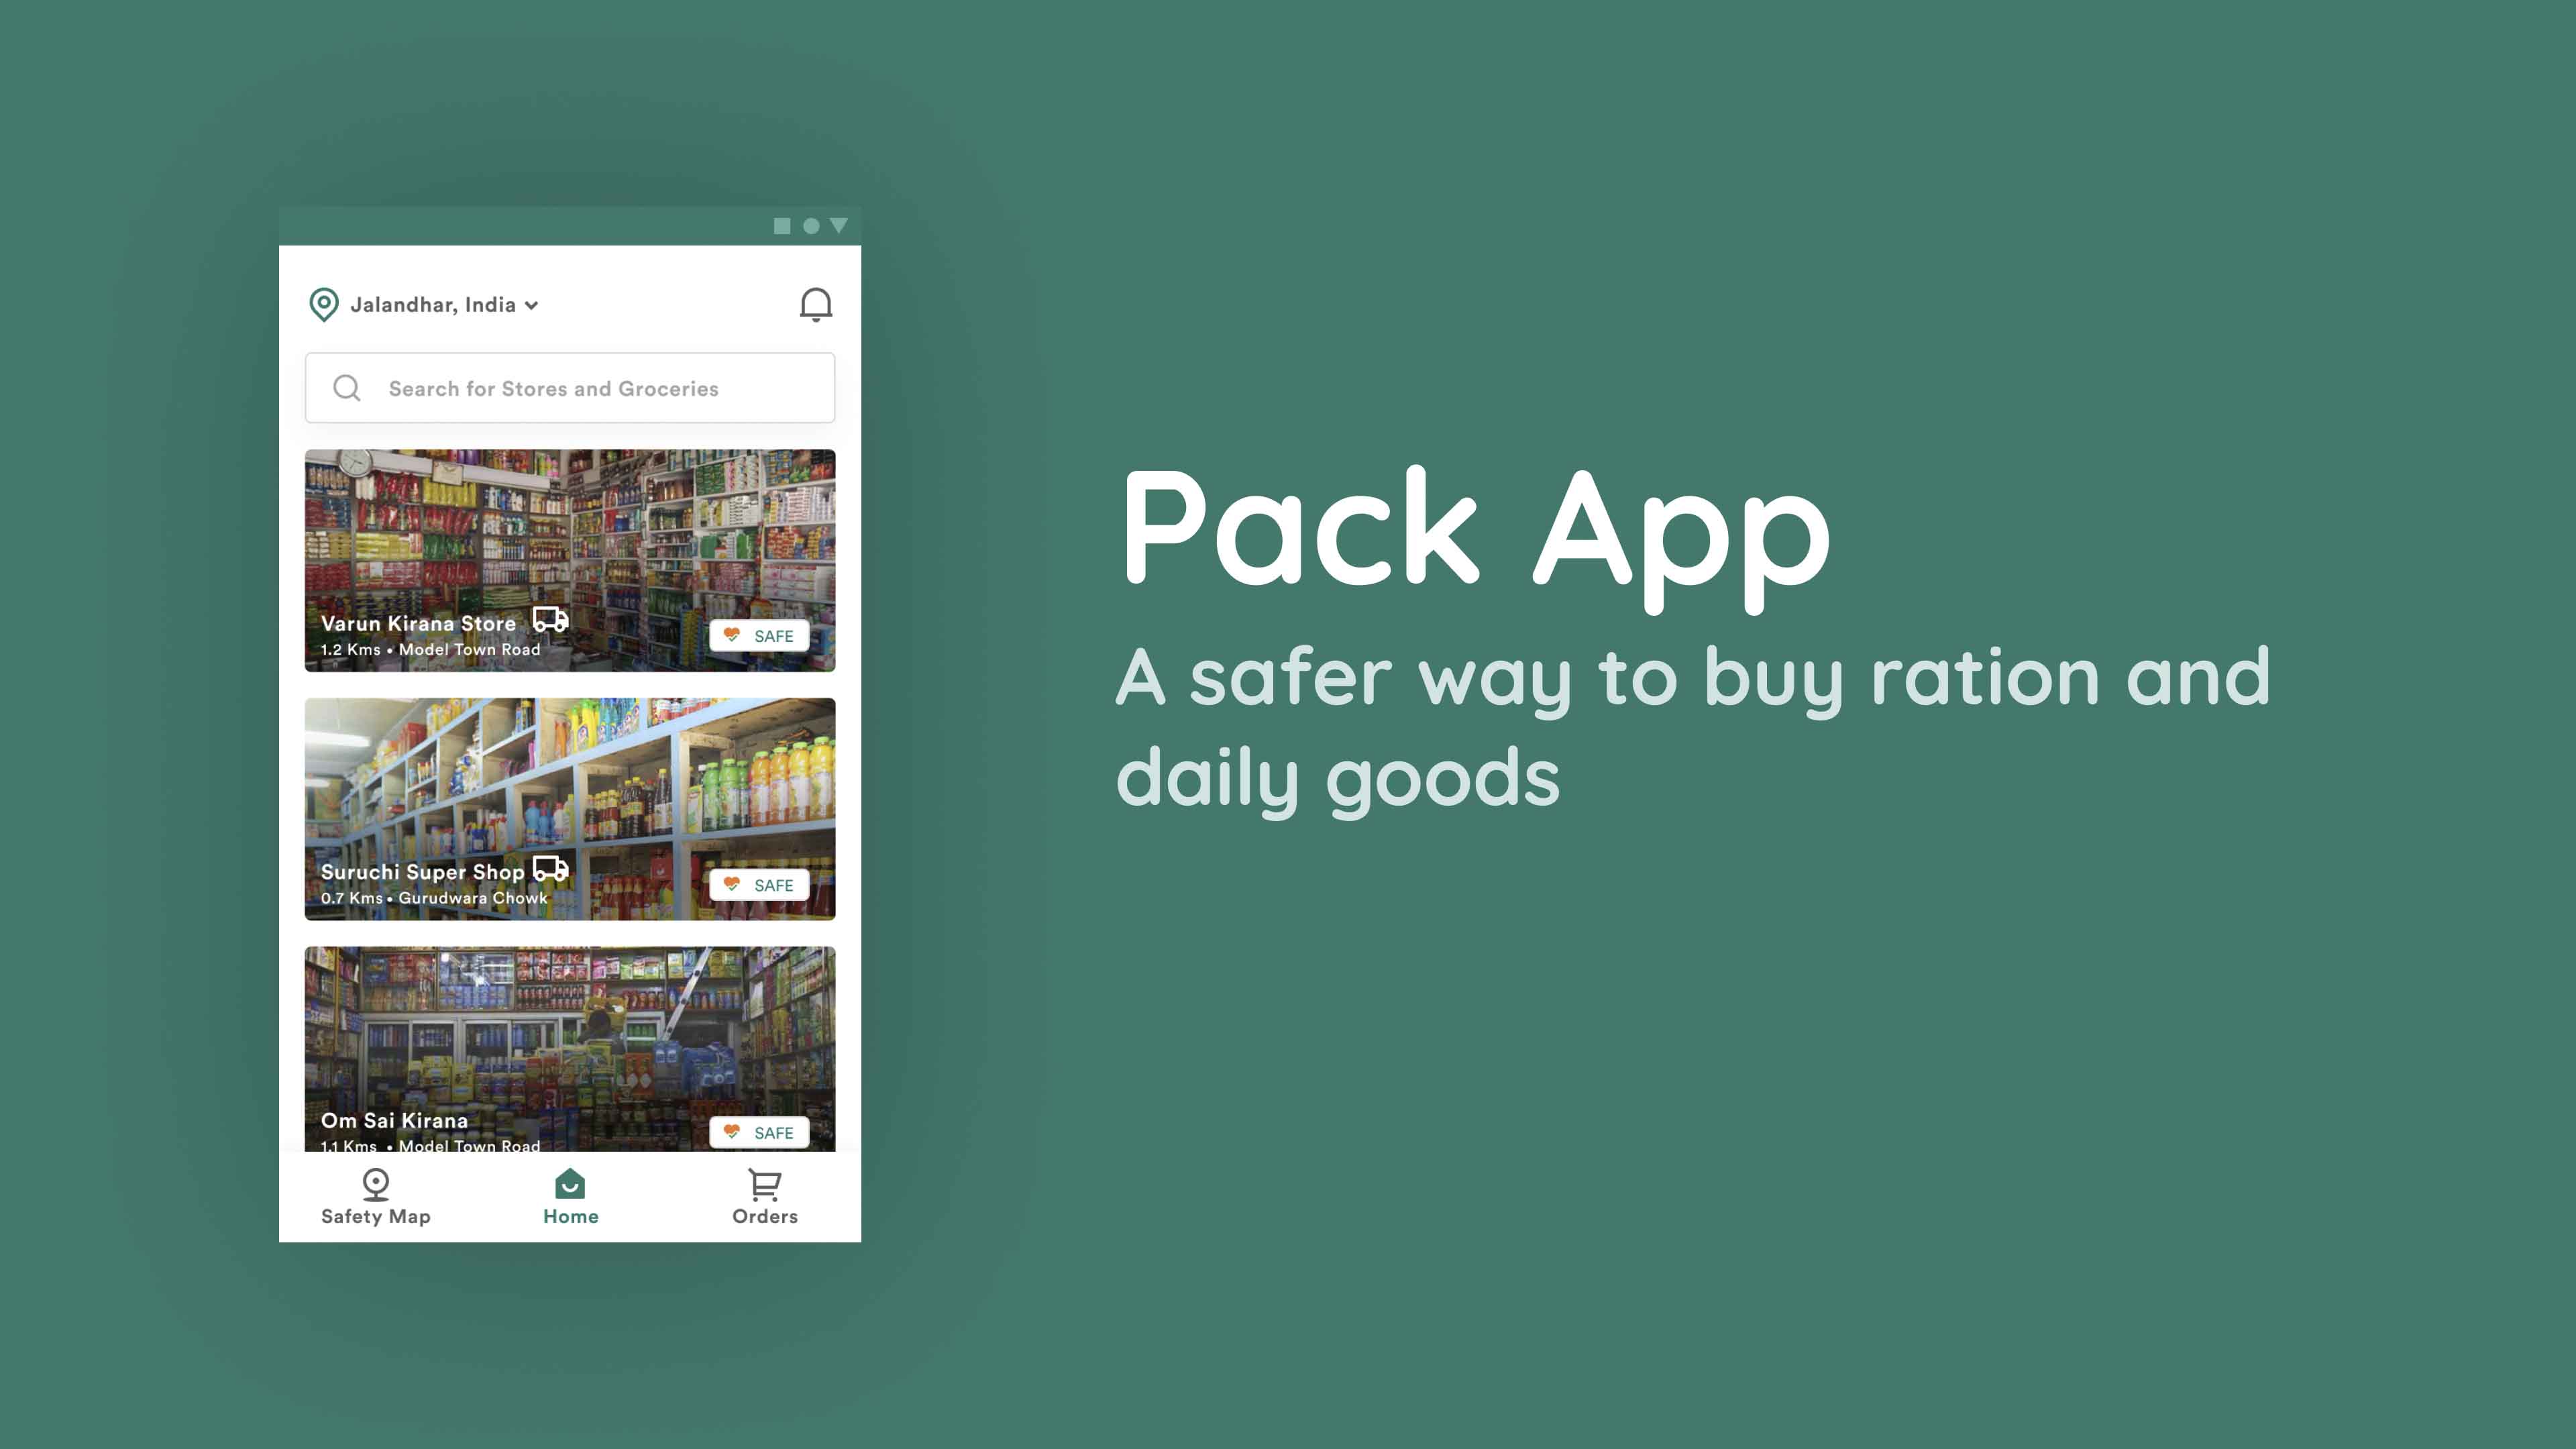 Jalandhar, India
Search for Stores and Groceries
Varun Kirana Store
1.2 Kms • Model Town Road
SAFE
Suruchi Super Shop
0.7 Kms • Gurudwara Chowk
SAFE
Om Sai Kirana
1.1 Kms • Model Town Road
SAFE
Safety Map
Home
Orders
Pack App
A safer way to buy ration and
daily goods